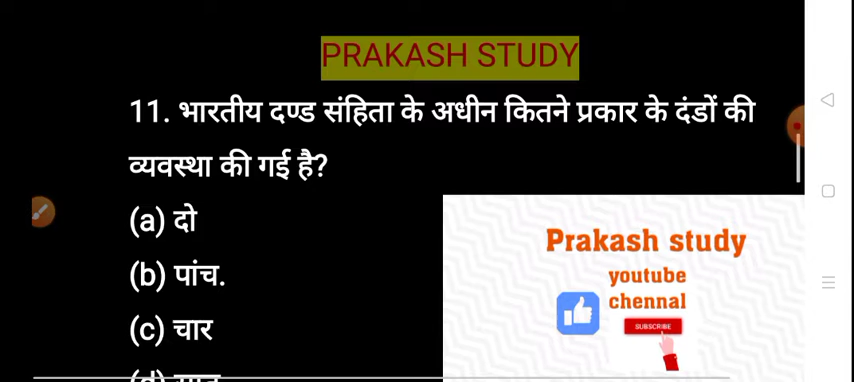 PRAKASH STUDY
11. भारतीय दण्ड संहिता के अधीन कितने प्रकार के दंडों की
व्यवस्था की गई है?
(a) दो
(b) पांच.
(c) चार
Prakash study
youtube
chennal
SUBSCRIBE